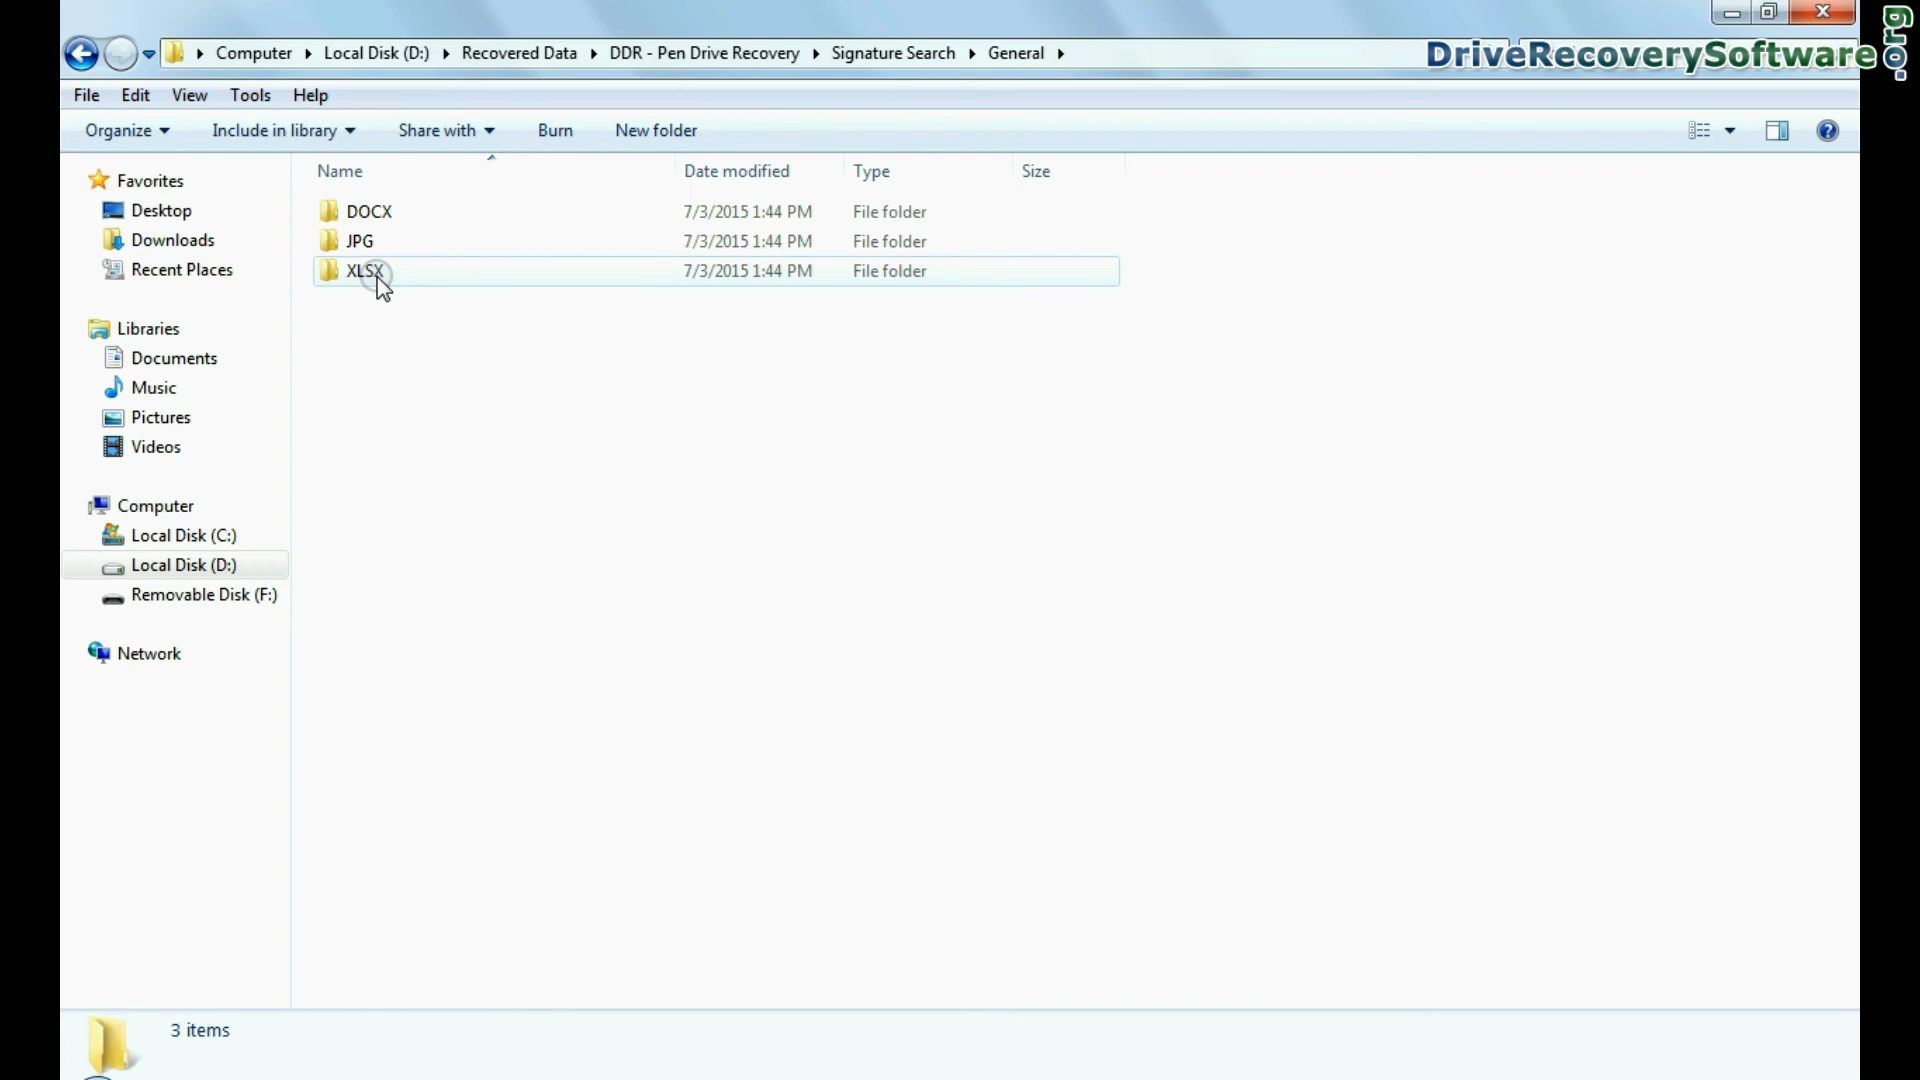 Computer Local Disk (D:) Recovered Data DDR - Pen Drive Recovery Signature Search General
DriveRecoverySoftware.org
File Edit View Tools Help
Organize Include in library Share with Burn New folder
Name Date modified Type Size
Favorites
Desktop
Downloads
Recent Places
Libraries
Documents
Music
Pictures
Videos
Computer
Local Disk (C:)
Local Disk (D:)
Removable Disk (F:)
Network
DOCX 7/3/2015 1:44 PM File folder
JPG 7/3/2015 1:44 PM File folder
XLSX 7/3/2015 1:44 PM File folder
3 items